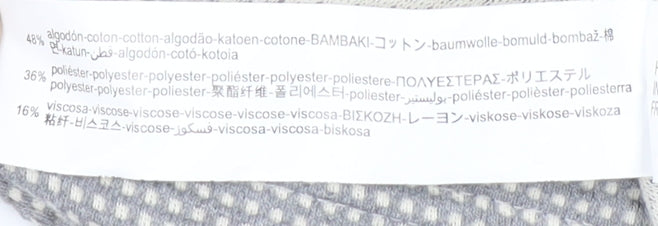 48% algodón-coton-cotton-algodão-katoen-cotone-ΒΑΜΒΑΚΙ-コットン-baumwolle-bomuld-bombaž-棉
면-katun-قطن-algodón-cotó-kotoia
36% poliéster-polyester-polyester-poliéster-polyester-poliestere-ΠΟΛΥΕΣΤΕΡΑΣ-ポリエステル
polyester-polyester-poliester-聚酯纤维-폴리에스터-poliester-بوليستير-poliéster-polièster-poliesterra
16% viscosa-viscose-viscose-viscose-viscose-viscosa-ΒΙΣΚΟΖΗ-レーヨン-viskose-viskose-viskoza
粘纤-비스코스-viscose-فسكوز-viscosa-viscosa-biskosa